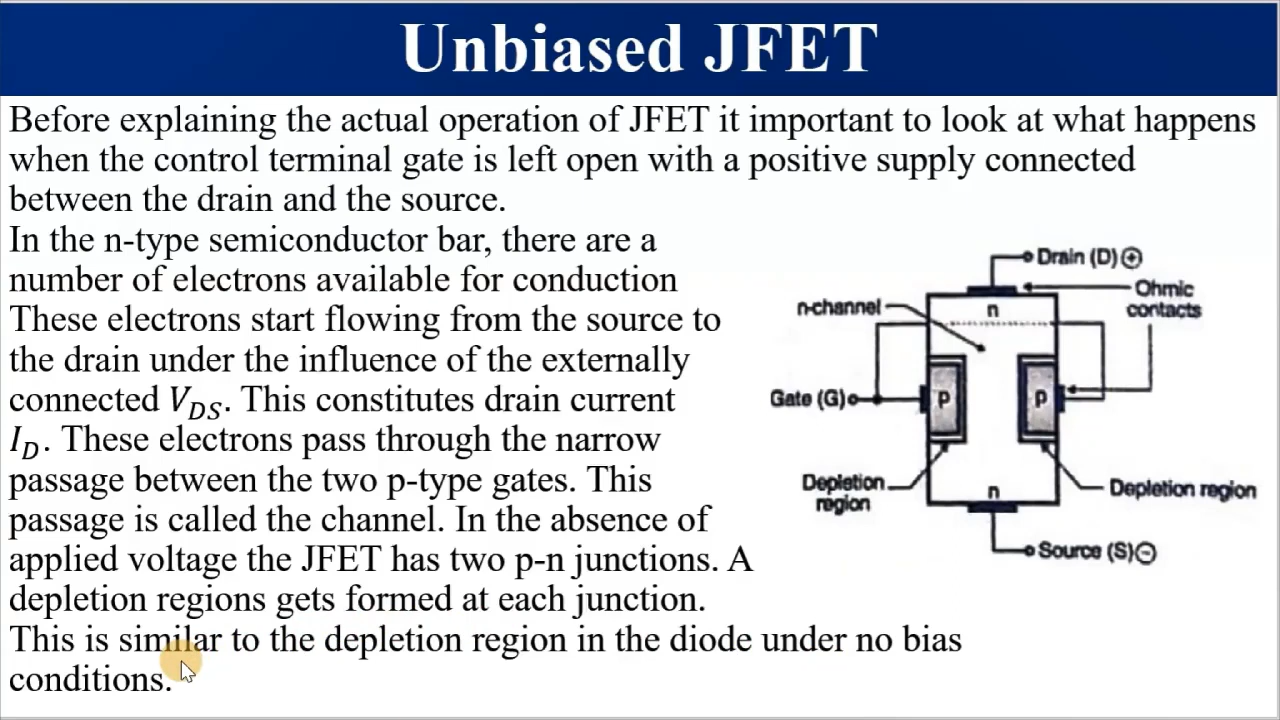 Unbiased JFET
Before explaining the actual operation of JFET it important to look at what happens
when the control terminal gate is left open with a positive supply connected
between the drain and the source.
In the n-type semiconductor bar, there are a
number of electrons available for conduction
These electrons start flowing from the source to
the drain under the influence of the externally
connected V_DS. This constitutes drain current
I_D. These electrons pass through the narrow
passage between the two p-type gates. This
passage is called the channel. In the absence of
applied voltage the JFET has two p-n junctions. A
depletion regions gets formed at each junction.
This is similar to the depletion region in the diode under no bias
conditions.
Drain (D) +
Ohmic
contacts
n-channel
n
Gate (G)
p
p
Depletion
region
n
Depletion region
Source (S) −